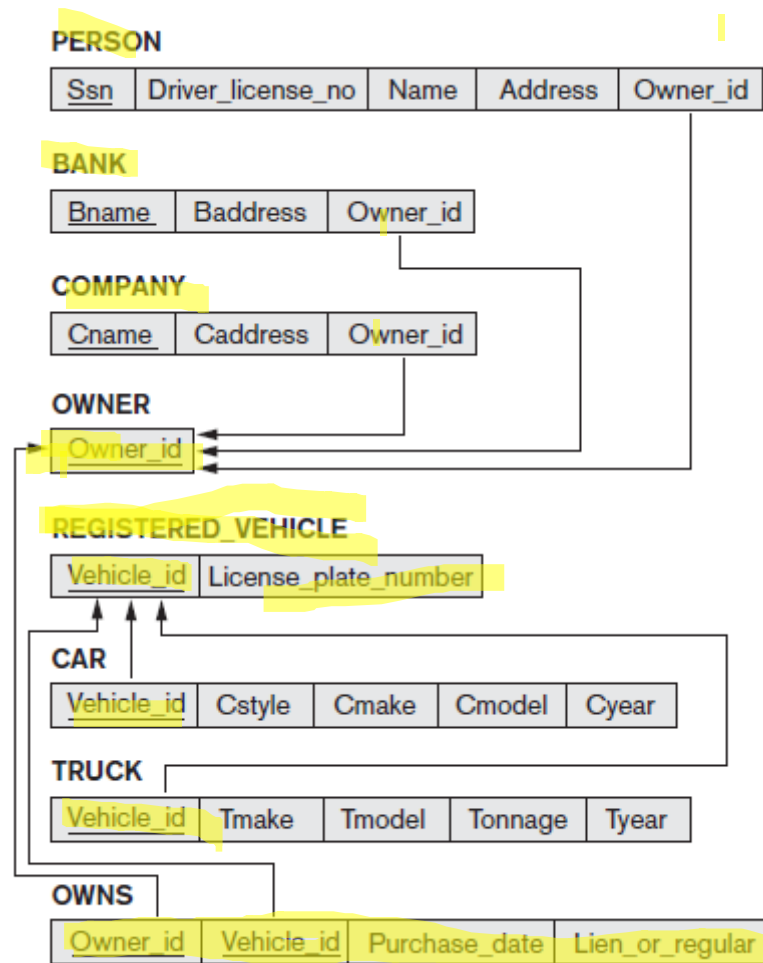 PERSON
Ssn Driver_license_no Name Address Owner_id
BANK
Bname Baddress Owner_id
COMPANY
Cname Caddress Owner_id
OWNER
Owner_id
REGISTERED_VEHICLE
Vehicle_id License_plate_number
CAR
Vehicle_id Cstyle Cmake Cmodel Cyear
TRUCK
Vehicle_id Tmake Tmodel Tonnage Tyear
OWNS
Owner_id Vehicle_id Purchase_date Lien_or_regular